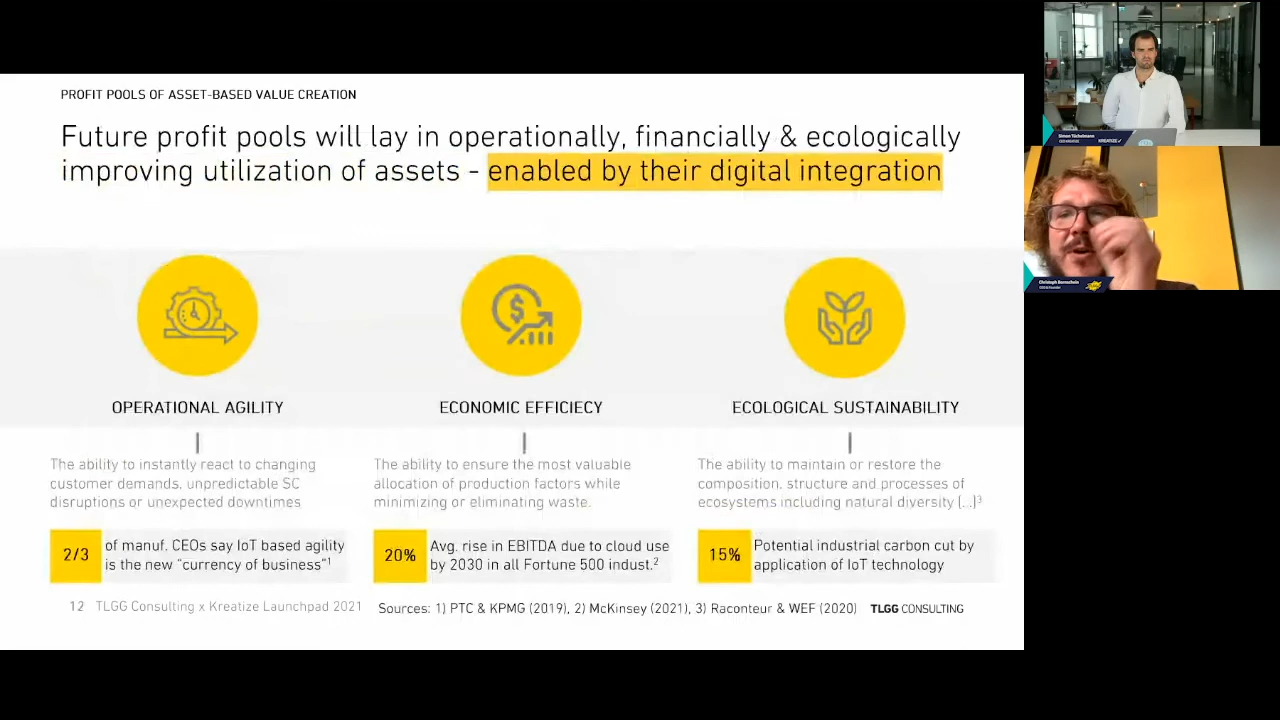 PROFIT POOLS OF ASSET-BASED VALUE CREATION
Future profit pools will lay in operationally, financially & ecologically
improving utilization of assets - enabled by their digital integration
OPERATIONAL AGILITY
The ability to instantly react to changing
customer demands, unpredictable SC
disruptions or unexpected downtimes
2/3
of manuf. CEOs say IoT based agility
is the new “currency of business“¹
$
ECONOMIC EFFICIECY
The ability to ensure the most valuable
allocation of production factors while
minimizing or eliminating waste.
20%
Avg. rise in EBITDA due to cloud use
by 2030 in all Fortune 500 indust.²
ECOLOGICAL SUSTAINABILITY
The ability to maintain or restore the
composition, structure and processes of
ecosystems including natural diversity (...)³
15%
Potential industrial carbon cut by
application of IoT technology
12 TLGG Consulting x Kreatize Launchpad 2021
Sources: 1) PTC & KPMG (2019), 2) McKinsey (2021), 3) Raconteur & WEF (2020)
TLGG CONSULTING
Simon Tüchelmann
CEO KREATIZE
KREATIZE
Christoph Bornschein